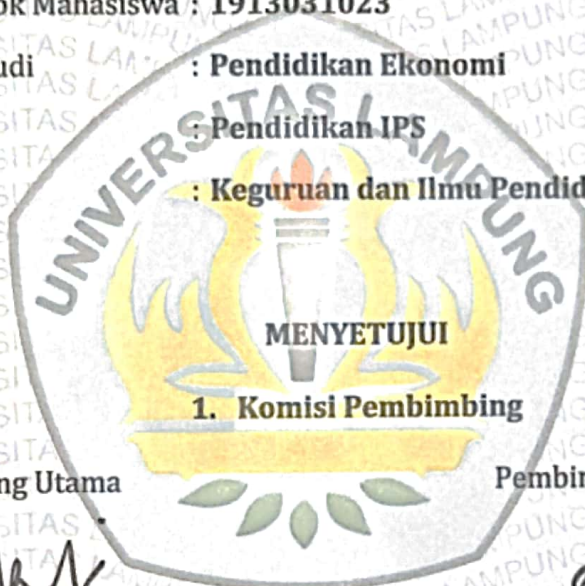 ok Mahasiswa : 1913031023
udi : Pendidikan Ekonomi
: Pendidikan IPS
: Keguruan dan Ilmu Pendid
UNIVERSITAS LAMPUNG
MENYETUJUI
1. Komisi Pembimbing
ng Utama Pembin